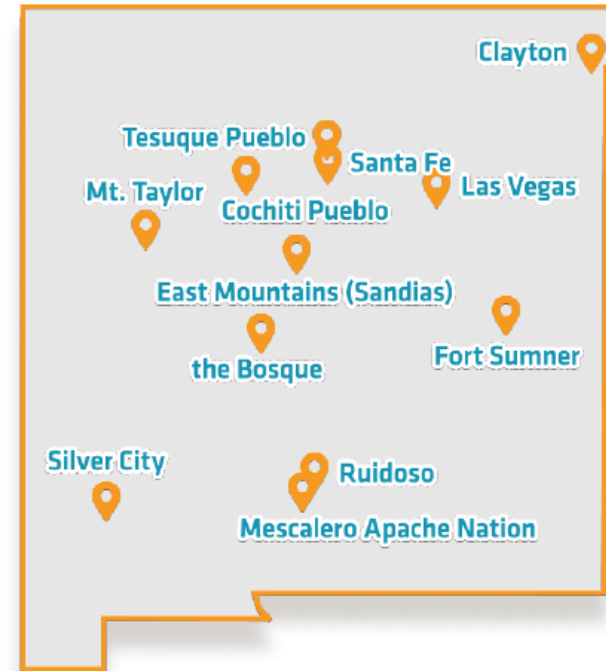 Clayton
Tesuque Pueblo
Santa Fe
Las Vegas
Mt. Taylor
Cochiti Pueblo
East Mountains (Sandias)
the Bosque
Fort Sumner
Silver City
Ruidoso
Mescalero Apache Nation